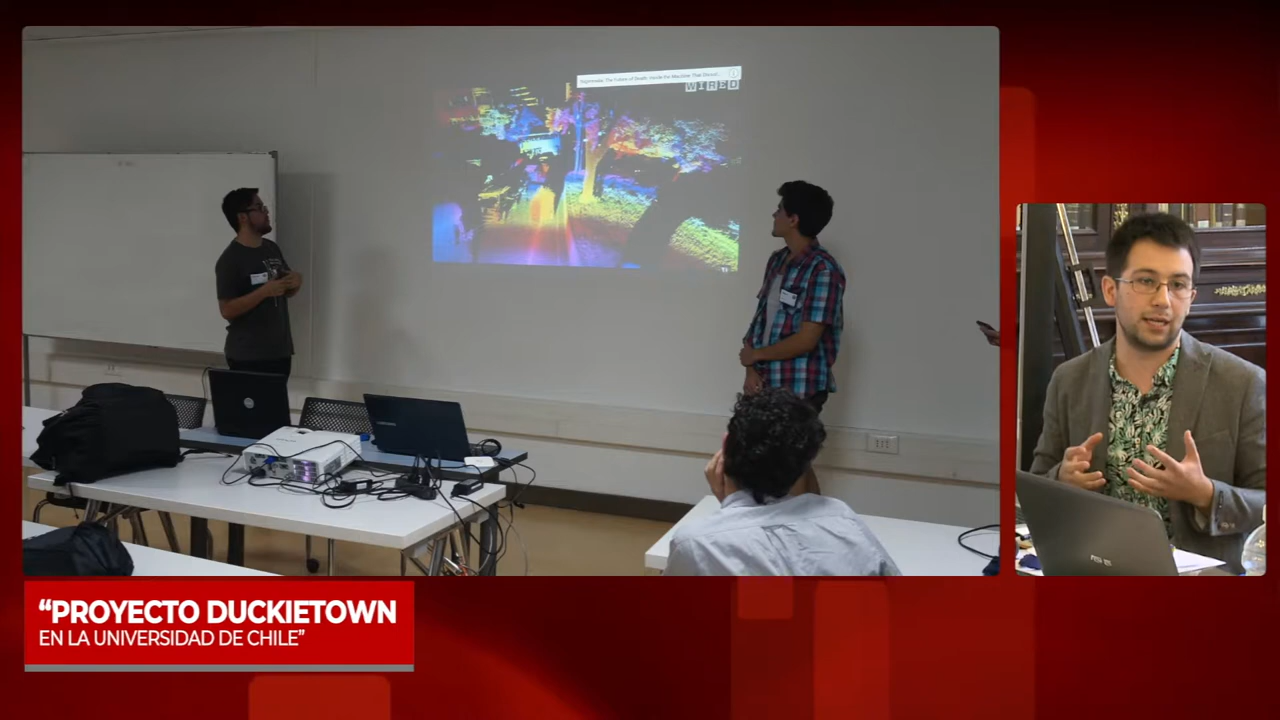 WIRED
“PROYECTO DUCKIETOWN
EN LA UNIVERSIDAD DE CHILE”